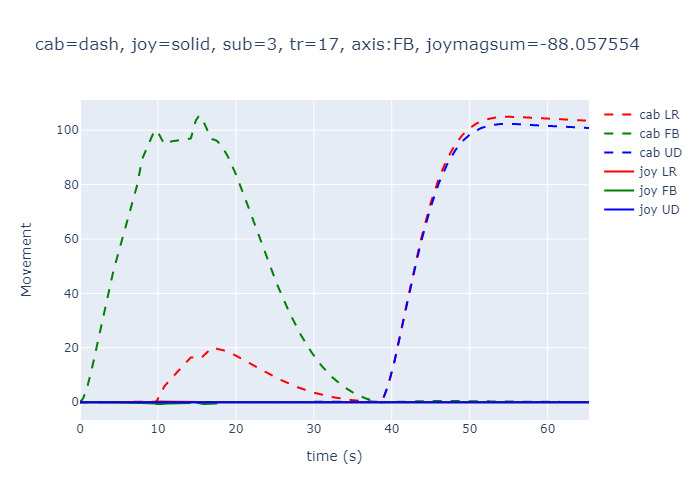 cab=dash, joy=solid, sub=3, tr=17, axis:FB, joymagsum=-88.057554
cab LR
cab FB
cab UD
joy LR
joy FB
joy UD
Movement
100
80
60
40
20
0
0 10 20 30 40 50 60
time (s)